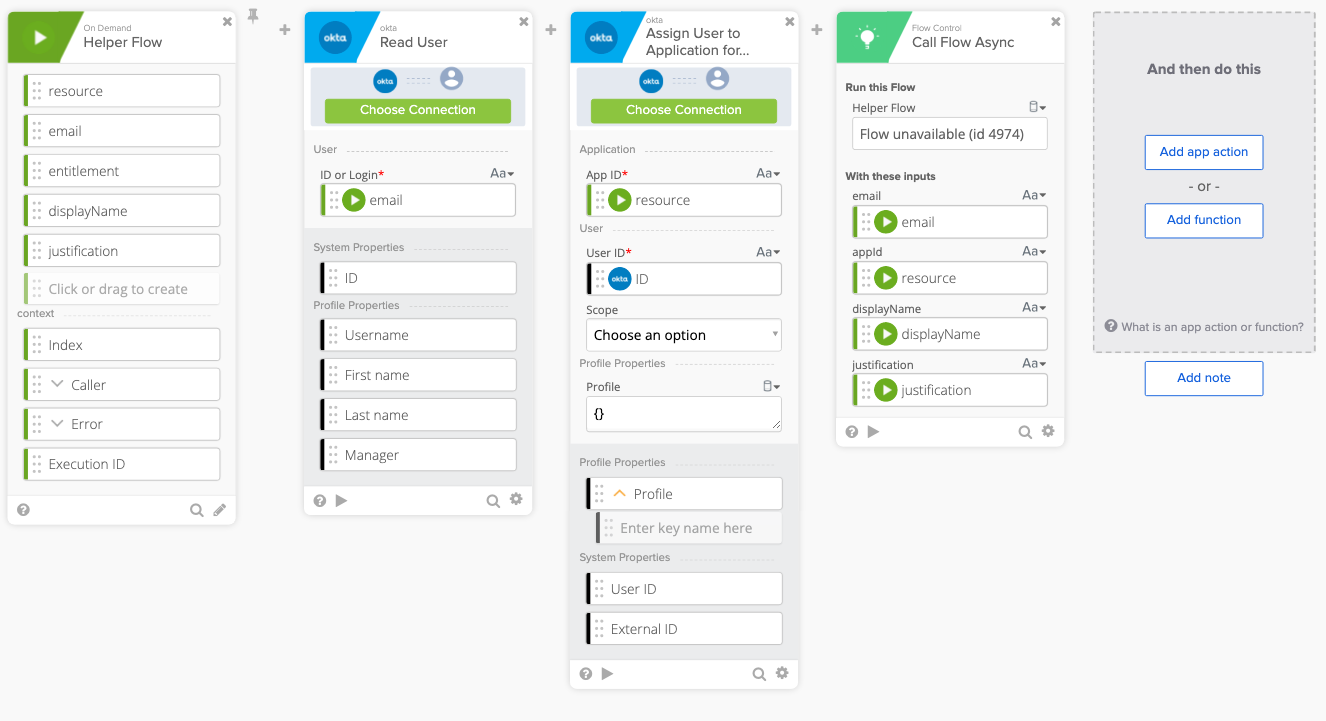 On Demand
Helper Flow
resource
email
entitlement
displayName
justification
Click or drag to create
context
Index
Caller
Error
Execution ID
okta
okta
Read User
okta
Choose Connection
User
ID or Login*
Aa
email
System Properties
ID
Profile Properties
Username
First name
Last name
Manager
okta
okta
Assign User to
Application for...
okta
Choose Connection
Application
App ID*
Aa
resource
User
User ID*
Aa
okta
ID
Scope
Choose an option
Profile Properties
Profile
{}
Profile Properties
Profile
Enter key name here
System Properties
User ID
External ID
Flow Control
Call Flow Async
Run this Flow
Helper Flow
Flow unavailable (id 4974)
With these inputs
email
Aa
email
appId
Aa
resource
displayName
Aa
displayName
justification
Aa
justification
And then do this
Add app action
- or -
Add function
What is an app action or function?
Add note